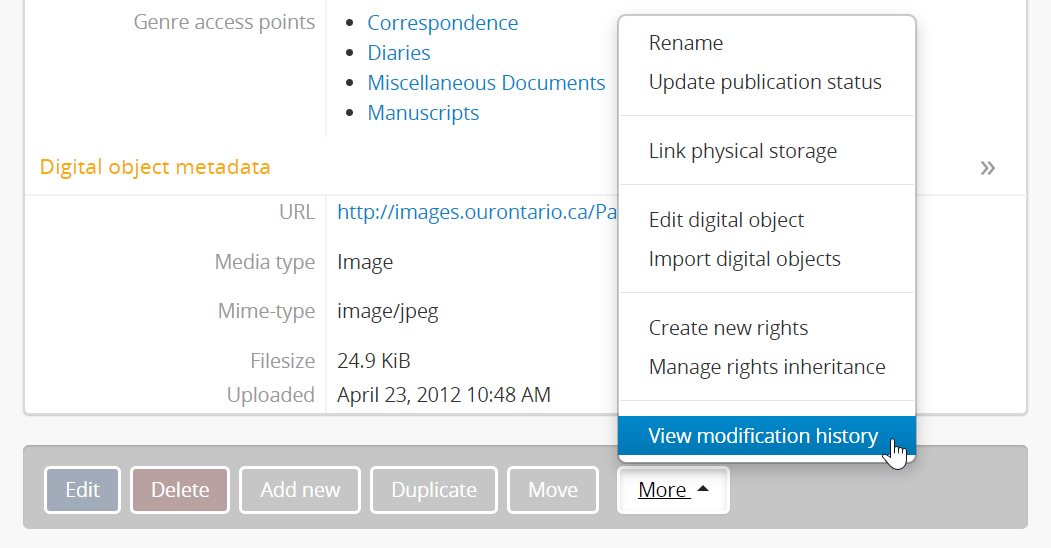 Genre access points
Correspondence
Diaries
Miscellaneous Documents
Manuscripts
Digital object metadata
»
URL http://images.ourontario.ca/Pa
Media type Image
Mime-type image/jpeg
Filesize 24.9 KiB
Uploaded April 23, 2012 10:48 AM
Rename
Update publication status
Link physical storage
Edit digital object
Import digital objects
Create new rights
Manage rights inheritance
View modification history
Edit Delete Add new Duplicate Move More